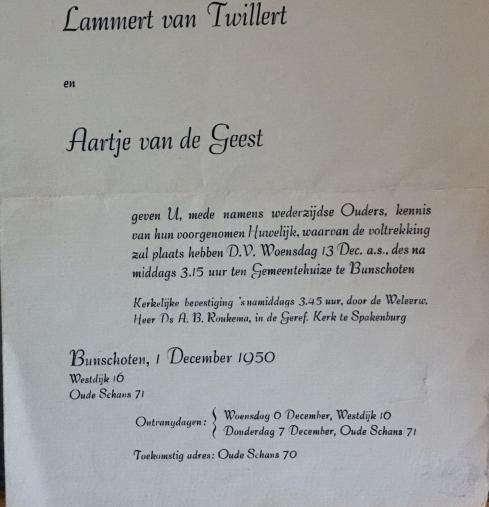 Lammert van Twillert
en
Aartje van de Geest
geven U, mede namens wederzijdse Ouders, kennis
van hun voorgenomen Huwelijk, waarvan de voltrekking
zal plaats hebben D.V. Woensdag 13 Dec. a.s., des na
middags 3.15 uur ten Gemeentehuize te Bunschoten
Kerkelijke bevestiging 's namiddags 3.45 uur, door de Weleerw.
Heer Ds A. B. Roukema, in de Geref. Kerk te Spakenburg
Bunschoten, 1 December 1950
Westdijk 16
Oude Schans 71
Ontvangdagen: { Woensdag 6 December, Westdijk 16
Donderdag 7 December, Oude Schans 71
Toekomstig adres: Oude Schans 70